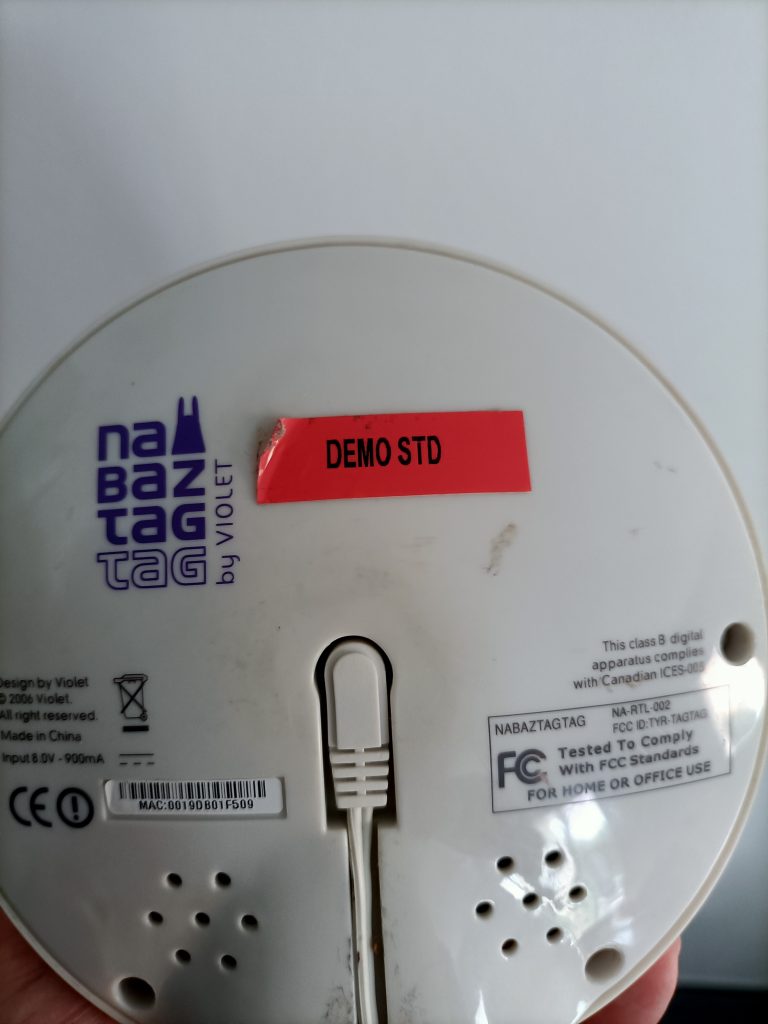 na
BAZ
TAG
TAG
by VIOLET
DEMO STD
Design by Violet
© 2006 Violet.
All right reserved.
Made in China
Input 8.0V - 900mA
CE
MAC:0019DB01F509
This class B digital
apparatus complies
with Canadian ICES-003
NABAZTAGTAG
NA-RTL-002
FCC ID:TYR-TAGTAG
FC
Tested To Comply
With FCC Standards
FOR HOME OR OFFICE USE